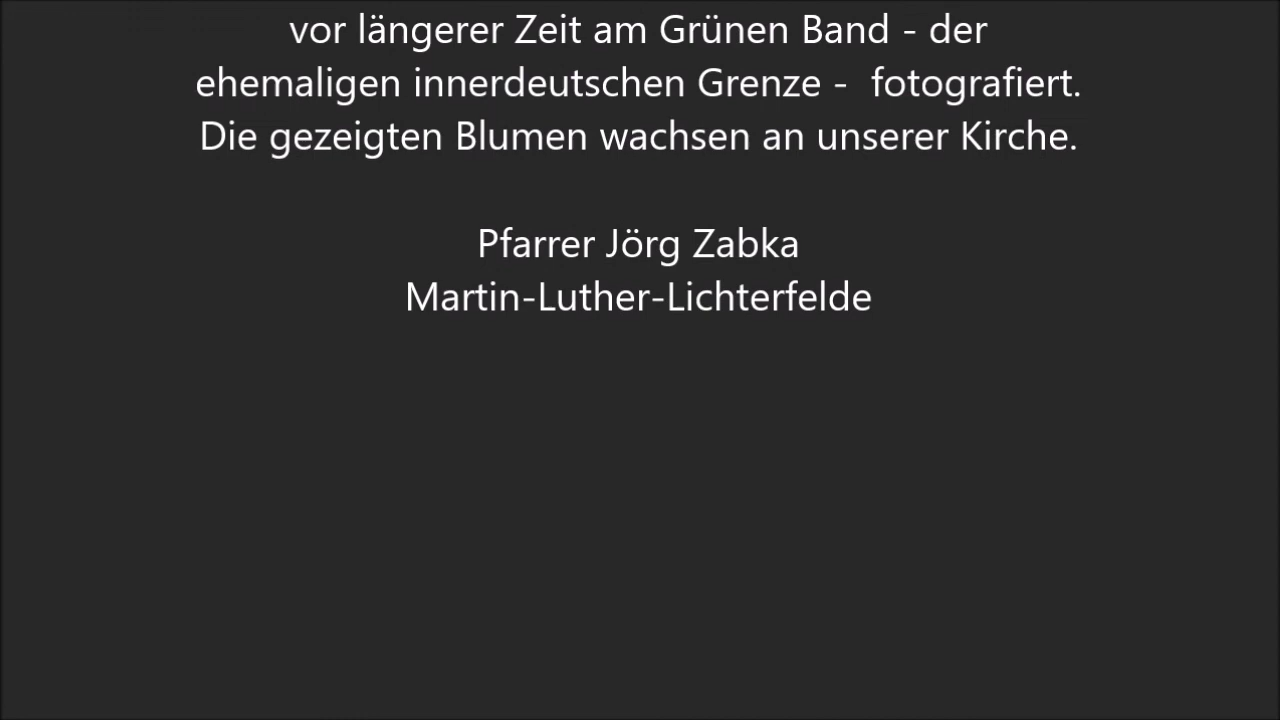 vor längerer Zeit am Grünen Band - der
ehemaligen innerdeutschen Grenze -  fotografiert.
Die gezeigten Blumen wachsen an unserer Kirche.
Pfarrer Jörg Zabka
Martin-Luther-Lichterfelde